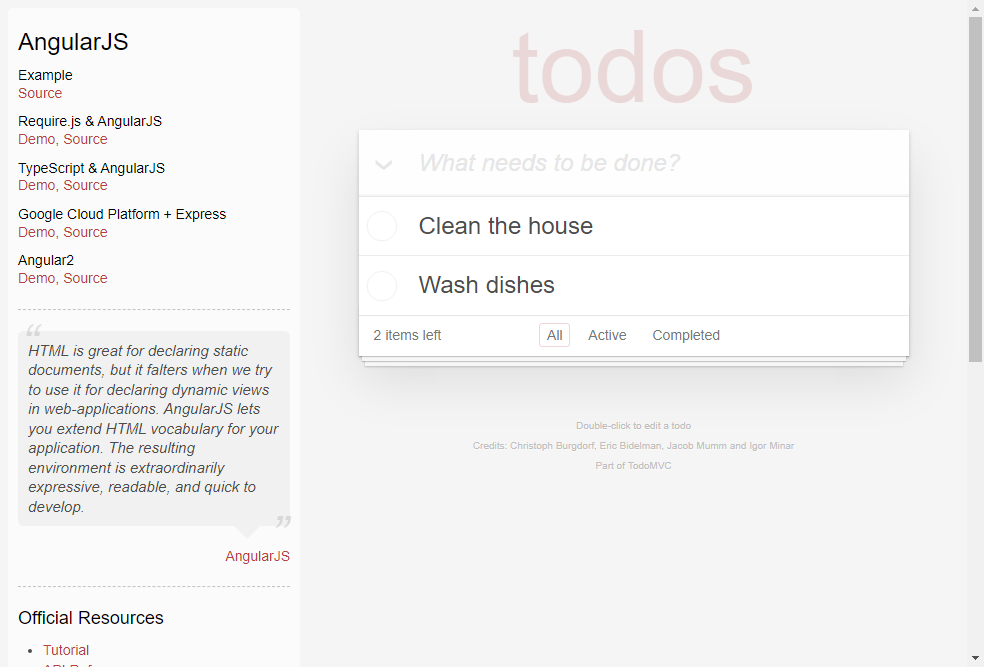 AngularJS
Example
Source
Require.js & AngularJS
Demo, Source
TypeScript & AngularJS
Demo, Source
Google Cloud Platform + Express
Demo, Source
Angular2
Demo, Source
“
HTML is great for declaring static
documents, but it falters when we try
to use it for declaring dynamic views
in web-applications. AngularJS lets
you extend HTML vocabulary for your
application. The resulting
environment is extraordinarily
expressive, readable, and quick to
develop.
”
AngularJS
Official Resources
• Tutorial
todos
What needs to be done?
Clean the house
Wash dishes
2 items left All Active Completed
Double-click to edit a todo
Credits: Christoph Burgdorf, Eric Bidelman, Jacob Mumm and Igor Minar
Part of TodoMVC